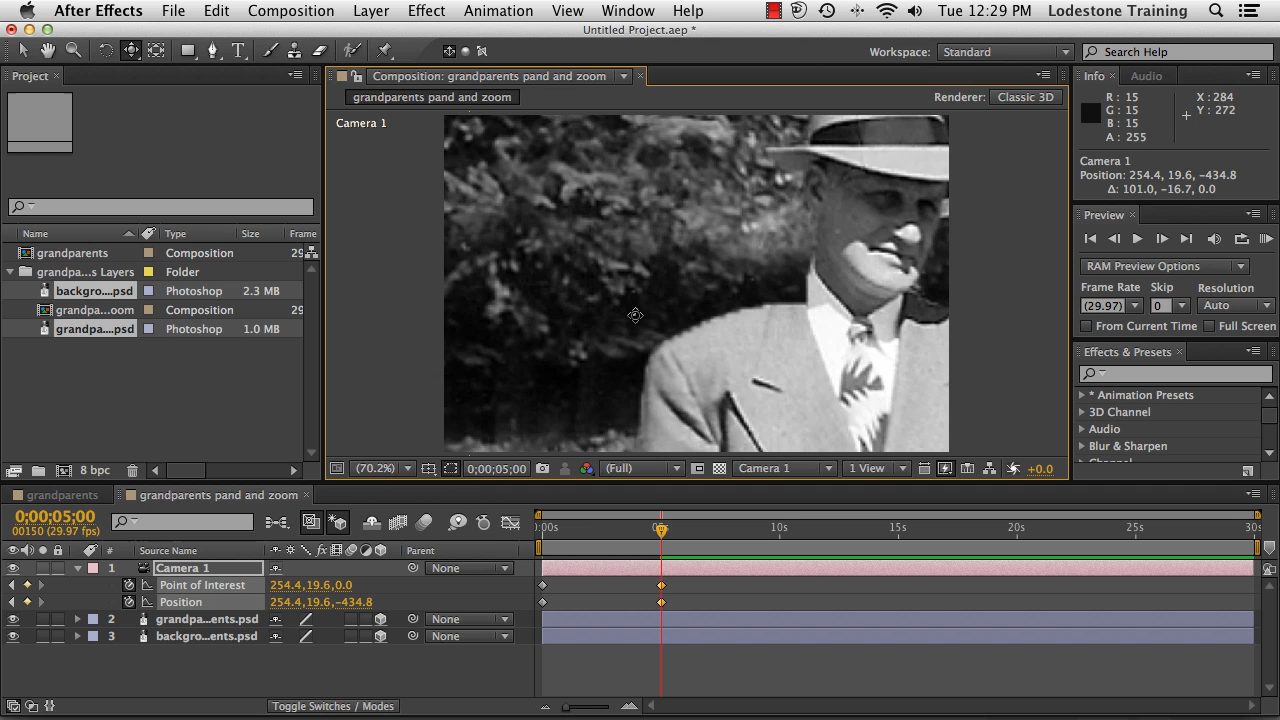 After Effects File Edit Composition Layer Effect Animation View Window Help Tue 12:29 PM Lodestone Training
Untitled Project.aep *
Workspace: Standard Search Help
Project × Composition: grandparents pand and zoom × Info × Audio
grandparents pand and zoom Renderer: Classic 3D
Camera 1
R : 15 X : 284
G : 15 Y : 272
B : 15
A : 255
Camera 1
Position: 254.4, 19.6, -434.8
Δ: 101.0, -16.7, 0.0
Preview ×
Name Type Size Frame
grandparents Composition 29
grandpa...s Layers Folder
backgro....psd Photoshop 2.3 MB
...oom Composition 29
grandpa....psd Photoshop 1.0 MB
RAM Preview Options
Frame Rate Skip Resolution
(29.97) 0 Auto
From Current Time Full Screen
Effects & Presets ×
* Animation Presets
3D Channel
Audio
Blur & Sharpen
Channel
8 bpc
(70.2%) 0;00;05;00 (Full) Camera 1 1 View +0.0
grandparents grandparents pand and zoom ×
0;00;05;00
00150 (29.97 fps)
:00s 05s 10s 15s 20s 25s 30s
# Source Name fx Parent
1 Camera 1 None
Point of Interest 254.4,19.6,0.0
Position 254.4,19.6,-434.8
2 grandpa...ents.psd None
3 backgro...ents.psd None
Toggle Switches / Modes